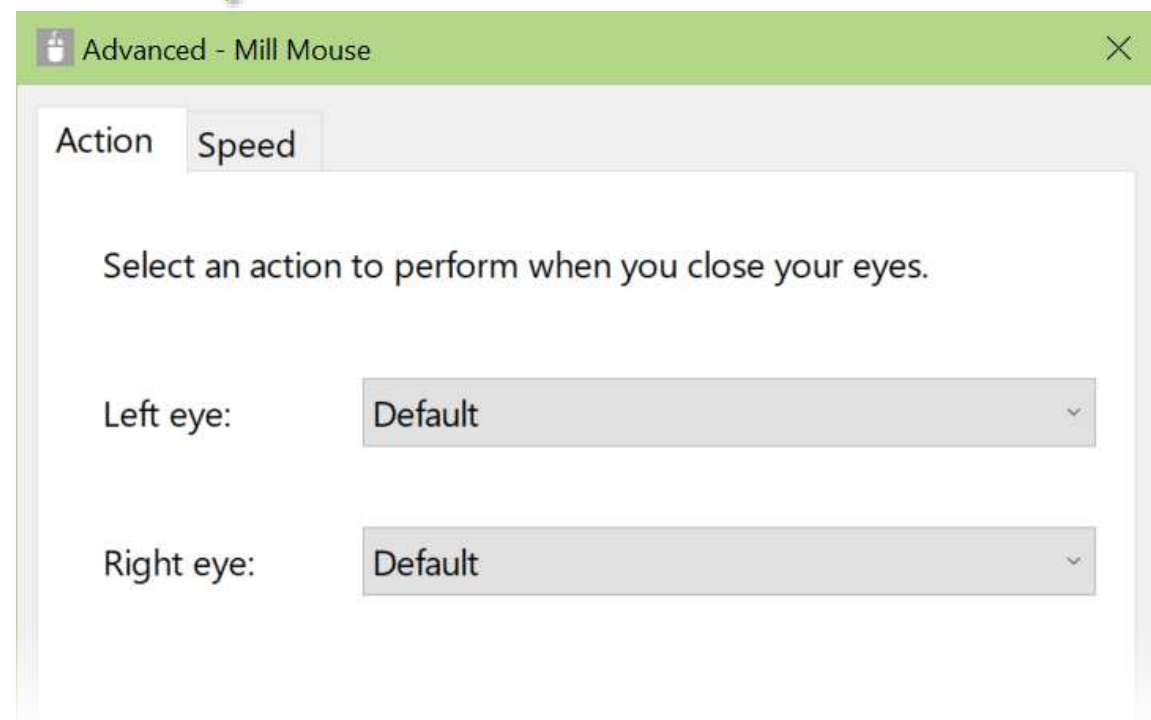 Advanced - Mill Mouse
Action Speed
Select an action to perform when you close your eyes.
Left eye: Default
Right eye: Default